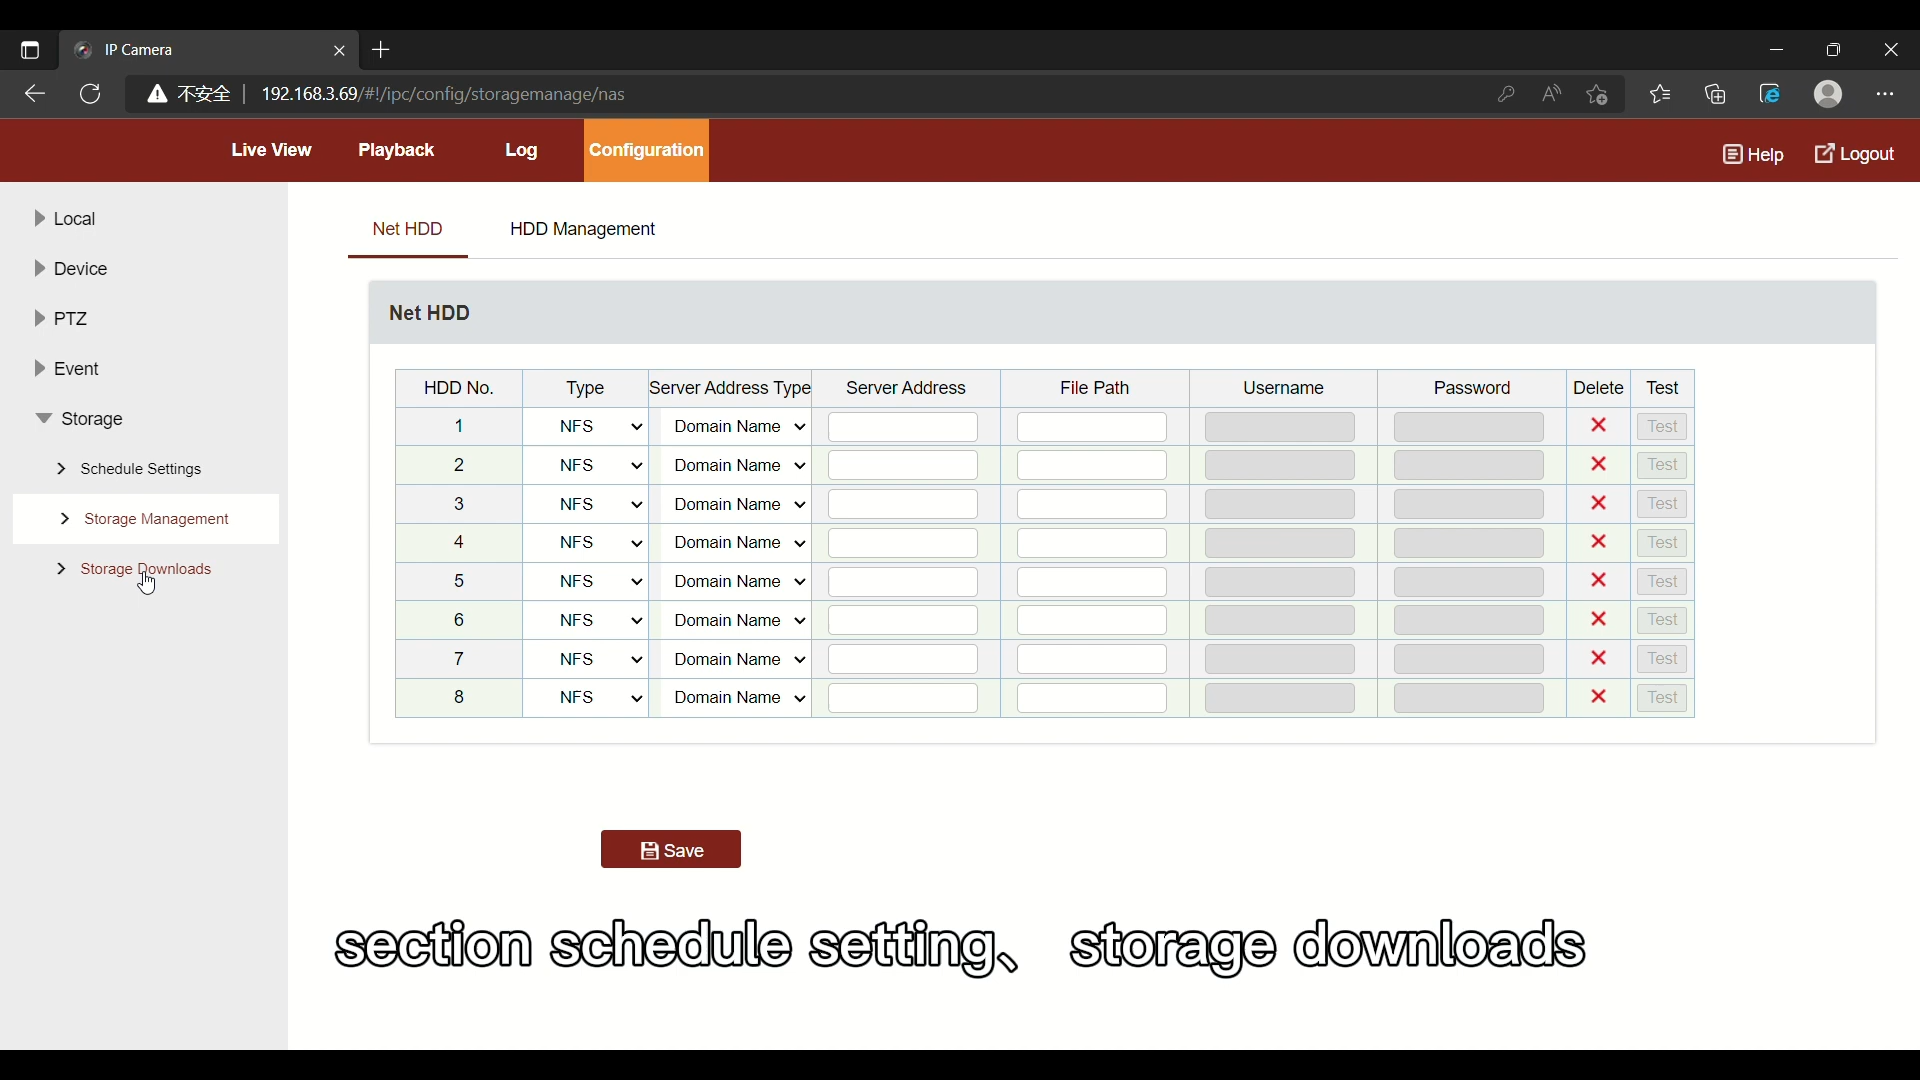 IP Camera
不安全 192.168.3.69/#!/ipc/config/storagemanage/nas
Live View Playback Log Configuration Help Logout
Local
Device
PTZ
Event
Storage
Schedule Settings
Storage Management
Storage Downloads
Net HDD HDD Management
Net HDD
HDD No. Type Server Address Type Server Address File Path Username Password Delete Test
1 NFS Domain Name Test
2 NFS Domain Name Test
3 NFS Domain Name Test
4 NFS Domain Name Test
5 NFS Domain Name Test
6 NFS Domain Name Test
7 NFS Domain Name Test
8 NFS Domain Name Test
Save
section schedule setting、 storage downloads